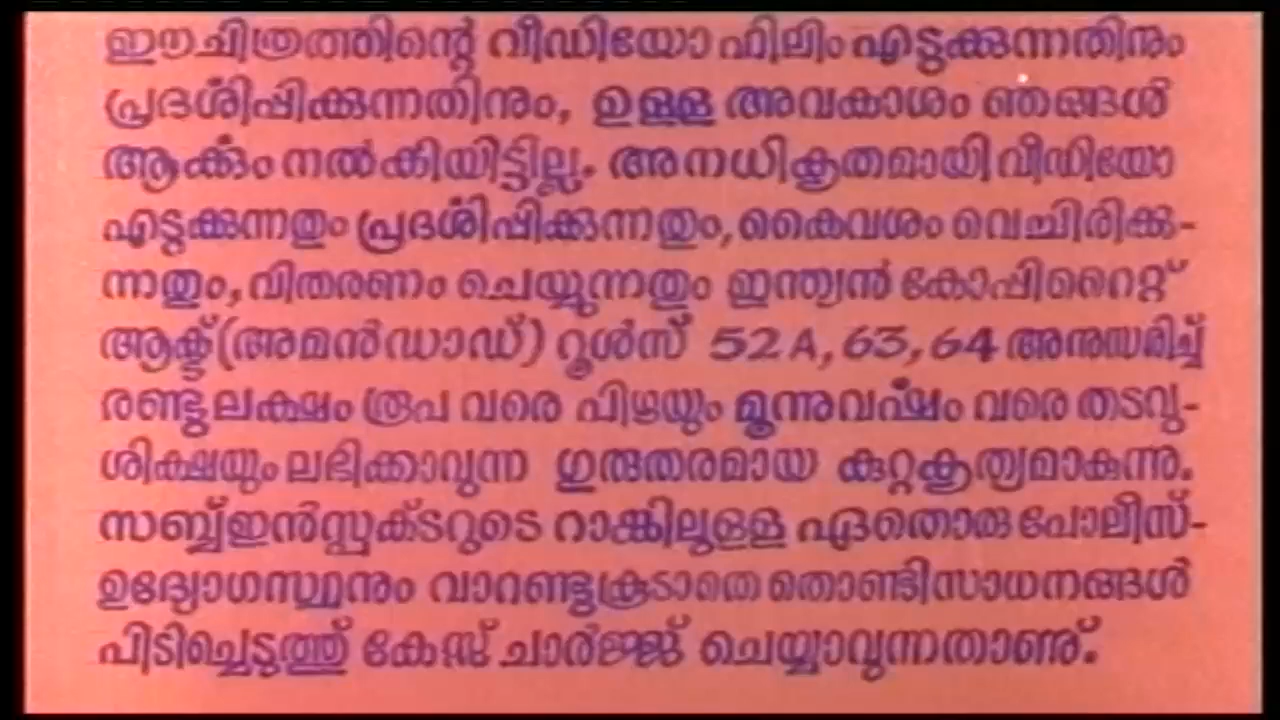 ഈ ചിത്രത്തിന്റെ വീഡിയോ ഫിലിം എടുക്കുന്നതിനും
പ്രദർശിപ്പിക്കുന്നതിനും, ഉള്ള അവകാശം ഞങ്ങൾ
ആർക്കും നൽകിയിട്ടില്ല. അനധികൃതമായി വീഡിയോ
എടുക്കുന്നതും പ്രദർശിപ്പിക്കുന്നതും, കൈവശം വെച്ചിരിക്കു-
ന്നതും, വിതരണം ചെയ്യുന്നതും ഇന്ത്യൻ കോപ്പിറൈറ്റ്
ആക്ട് (അമൻഡാഡ്) റൂൾസ് 52A, 63, 64 അനുസരിച്ച്
രണ്ടു ലക്ഷം രൂപ വരെ പിഴയും മൂന്നുവർഷം വരെ തടവു-
ശിക്ഷയും ലഭിക്കാവുന്ന ഗുരുതരമായ കുറ്റകൃത്യമാകുന്നു.
സബ്ബ്ഇൻസ്പക്ടറുടെ റാങ്കിലുള്ള ഏതൊരു പോലീസ്-
ഉദ്യോഗസ്ഥനും വാറണ്ടുകൂടാതെ തൊണ്ടിസാധനങ്ങൾ
പിടിച്ചെടുത്ത് കേസ്സ് ചാർജ്ജ് ചെയ്യാവുന്നതാണ്.